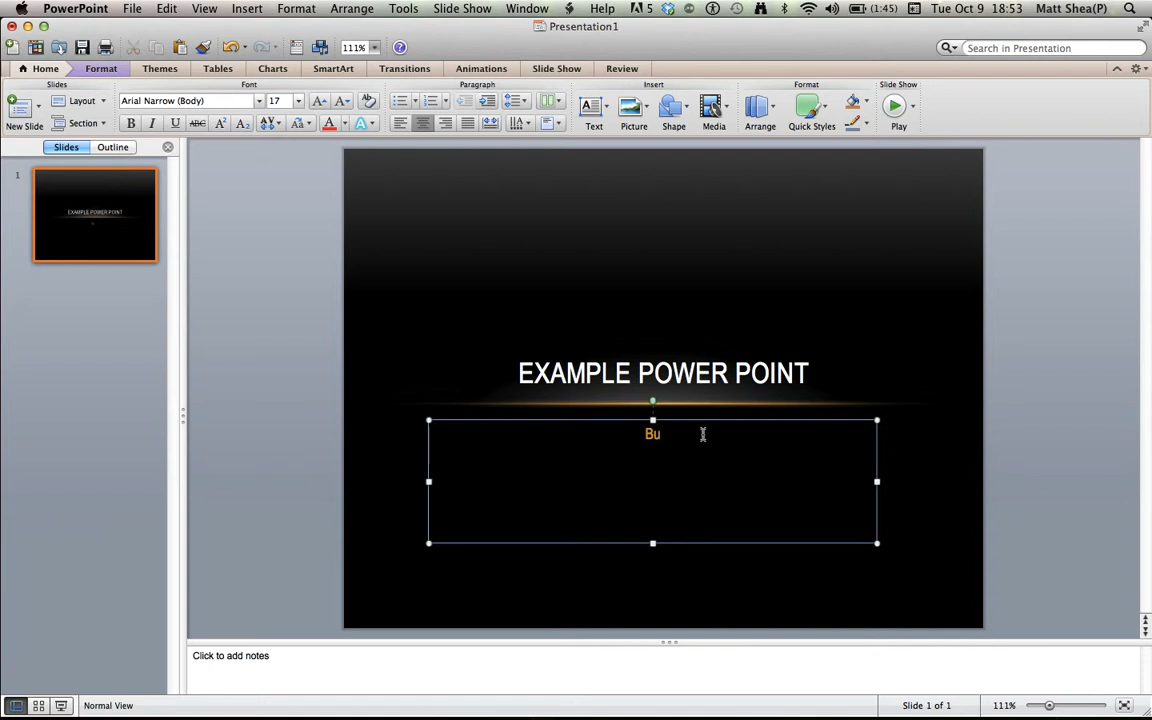 PowerPoint File Edit View Insert Format Arrange Tools Slide Show Window Help 5 (1:45) Tue Oct 9 18:53 Matt Shea(P)
Presentation1
111% Search in Presentation
Home Format Themes Tables Charts SmartArt Transitions Animations Slide Show Review
Slides Font Paragraph Insert Format Slide Show
Layout Arial Narrow (Body) 17
New Slide Section Text Picture Shape Media Arrange Quick Styles Play
Slides Outline
1
EXAMPLE POWER POINT
EXAMPLE POWER POINT
Bu
Click to add notes
Normal View Slide 1 of 1 111%